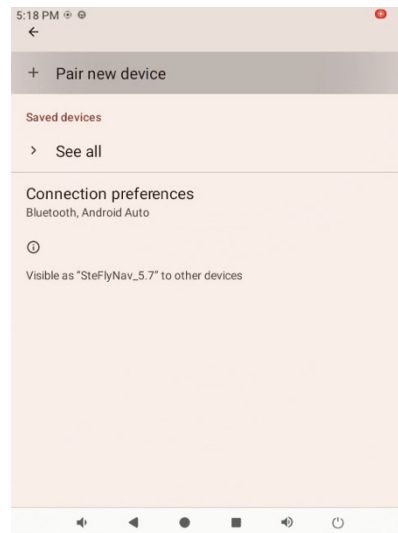 5:18 PM
Pair new device
Saved devices
See all
Connection preferences
Bluetooth, Android Auto
Visible as "SteFlyNav_5.7" to other devices